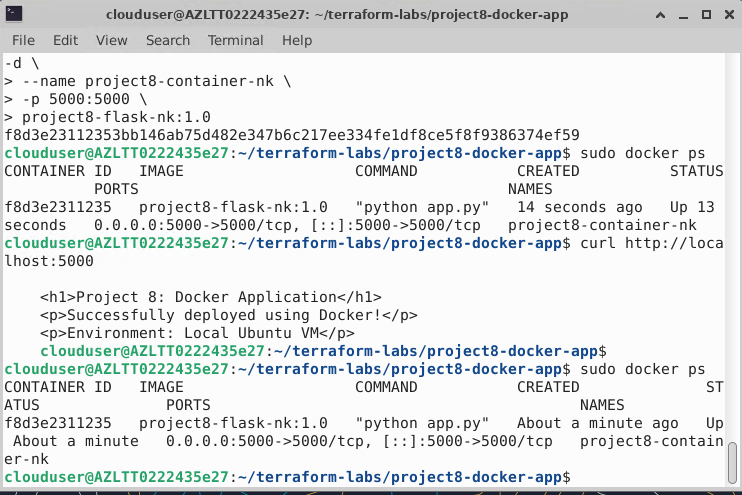 clouduser@AZLTT0222435e27: ~/terraform-labs/project8-docker-app
File Edit View Search Terminal Help
-d \
> --name project8-container-nk \
> -p 5000:5000 \
> project8-flask-nk:1.0
f8d3e23112353bb146ab75d482e347b6c217ee334fe1df8ce5f8f9386374ef59
clouduser@AZLTT0222435e27:~/terraform-labs/project8-docker-app$ sudo docker ps
CONTAINER ID   IMAGE                   COMMAND           CREATED          STATUS
          PORTS                                         NAMES
f8d3e2311235   project8-flask-nk:1.0   "python app.py"   14 seconds ago   Up 13
seconds   0.0.0.0:5000->5000/tcp, [::]:5000->5000/tcp   project8-container-nk
clouduser@AZLTT0222435e27:~/terraform-labs/project8-docker-app$ curl http://loca
lhost:5000
    <h1>Project 8: Docker Application</h1>
    <p>Successfully deployed using Docker!</p>
    <p>Environment: Local Ubuntu VM</p>
    clouduser@AZLTT0222435e27:~/terraform-labs/project8-docker-app$
clouduser@AZLTT0222435e27:~/terraform-labs/project8-docker-app$ sudo docker ps
CONTAINER ID   IMAGE                   COMMAND           CREATED              ST
ATUS              PORTS                                         NAMES
f8d3e2311235   project8-flask-nk:1.0   "python app.py"   About a minute ago   Up
 About a minute   0.0.0.0:5000->5000/tcp, [::]:5000->5000/tcp   project8-contain
er-nk
clouduser@AZLTT0222435e27:~/terraform-labs/project8-docker-app$